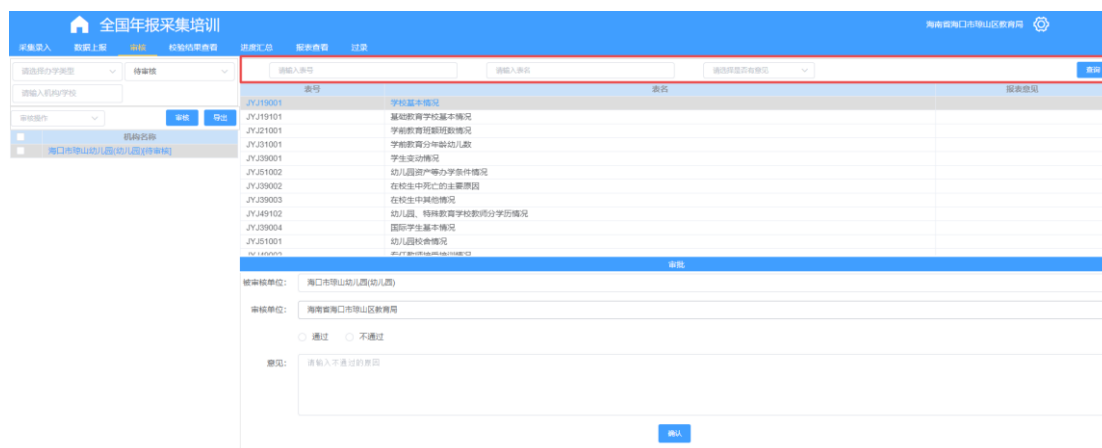 全国年报采集培训
海南省海口市琼山区教育局
采集录入 数据上报 审核 校验结果查看 进度汇总 报表查看 过录
请选择办学类型 待审核
请输入机构/学校
审核操作 审核 导出
机构名称
海口市琼山幼儿园(幼儿园)[待审核]
请输入表号 请输入表名 请选择是否有意见 查询
表号 表名 报表意见
JYJ19001 学校基本情况
JYJ19101 基础教育学校基本情况
JYJ21001 学前教育班额班数情况
JYJ31001 学前教育分年龄幼儿数
JYJ39001 学生变动情况
JYJ51002 幼儿园资产等办学条件情况
JYJ39002 在校生中死亡的主要原因
JYJ39003 在校生中其他情况
JYJ49102 幼儿园、特殊教育学校教师分学历情况
JYJ39004 国际学生基本情况
JYJ51001 幼儿园校舍情况
审批
被审核单位: 海口市琼山幼儿园(幼儿园)
审核单位: 海南省海口市琼山区教育局
通过 不通过
意见: 请输入不通过的原因
确认